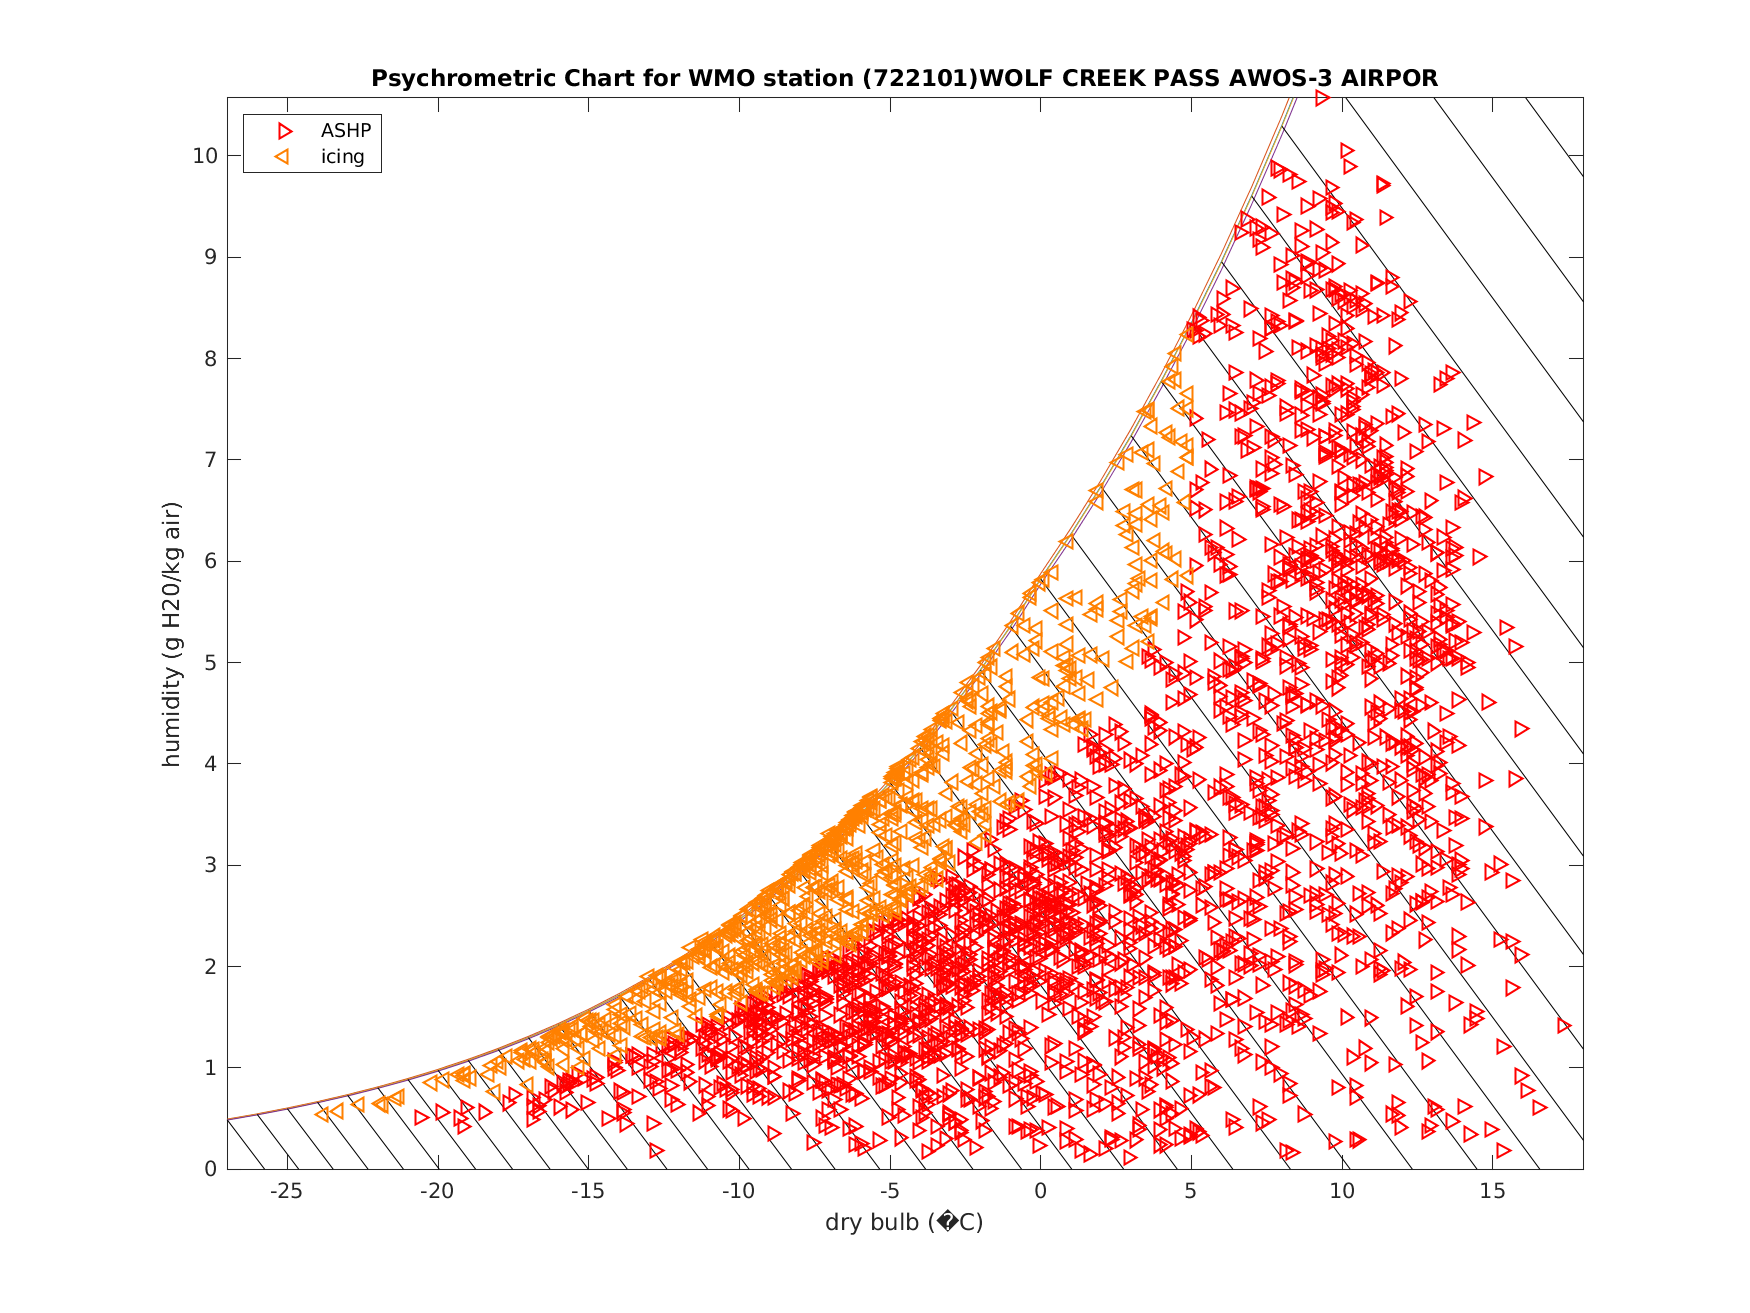 Psychrometric Chart for WMO station (722101)WOLF CREEK PASS AWOS-3 AIRPOR
ASHP
icing
humidity (g H20/kg air)
10
9
8
7
6
5
4
3
2
1
0
-25 -20 -15 -10 -5 0 5 10 15
dry bulb (�C)